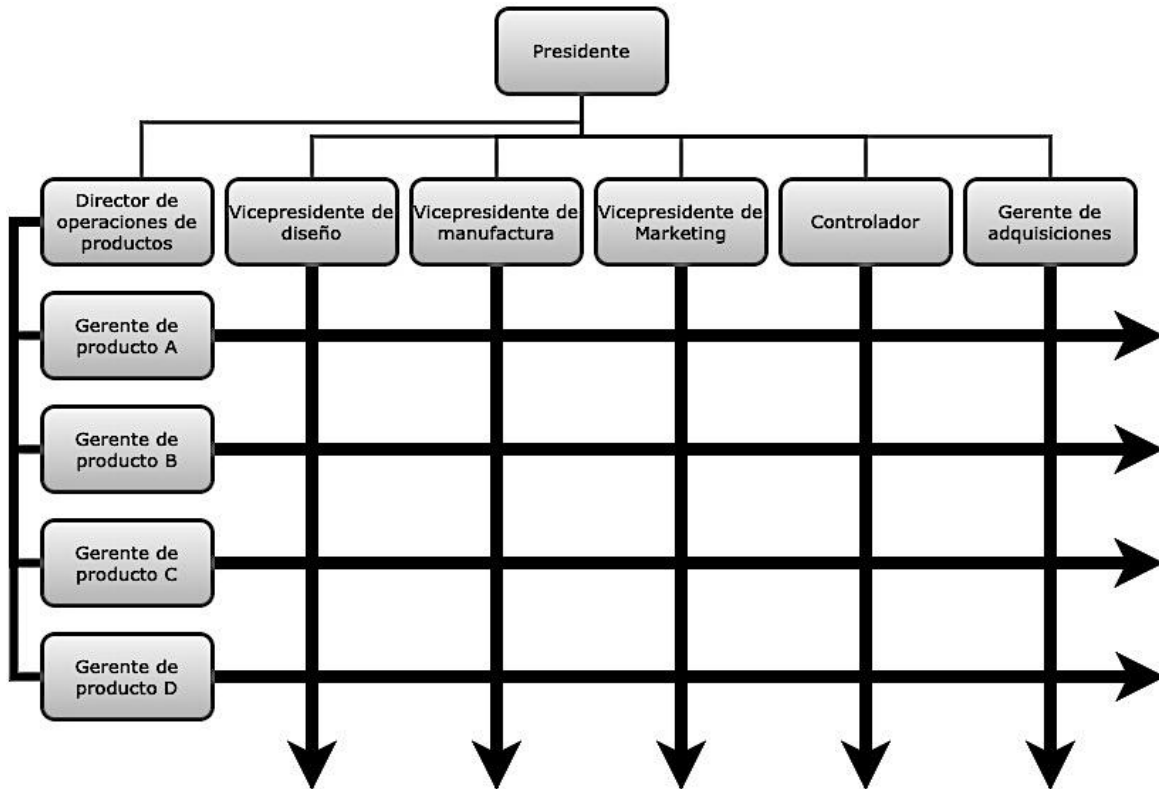 Presidente
Director de
operaciones de
productos
Vicepresidente de
diseño
Vicepresidente de
manufactura
Vicepresidente de
Marketing
Controlador
Gerente de
adquisiciones
Gerente de
producto A
Gerente de
producto B
Gerente de
producto C
Gerente de
producto D